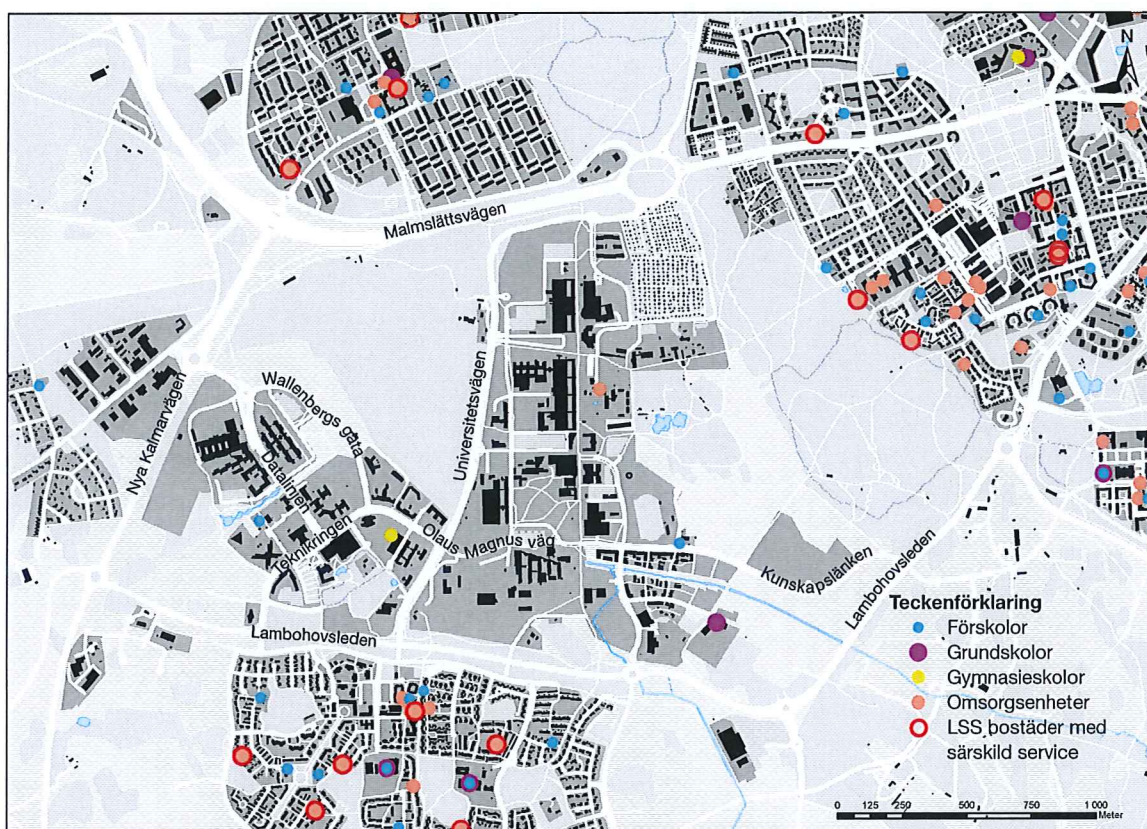 N
Malmslättsvägen
Universitetsvägen
Wallenbergs gata
Nya Kalmarvägen
Datalinjen
Teknikringen
Olaus
Magnus väg
Kunskapslänken
Lambohovsleden
Lambohovsleden
Teckenförklaring
Förskolor
Grundskolor
Gymnasieskolor
Omsorgsenheter
LSS bostäder med
särskild service
0 125 250 500 750 1 000
Meter